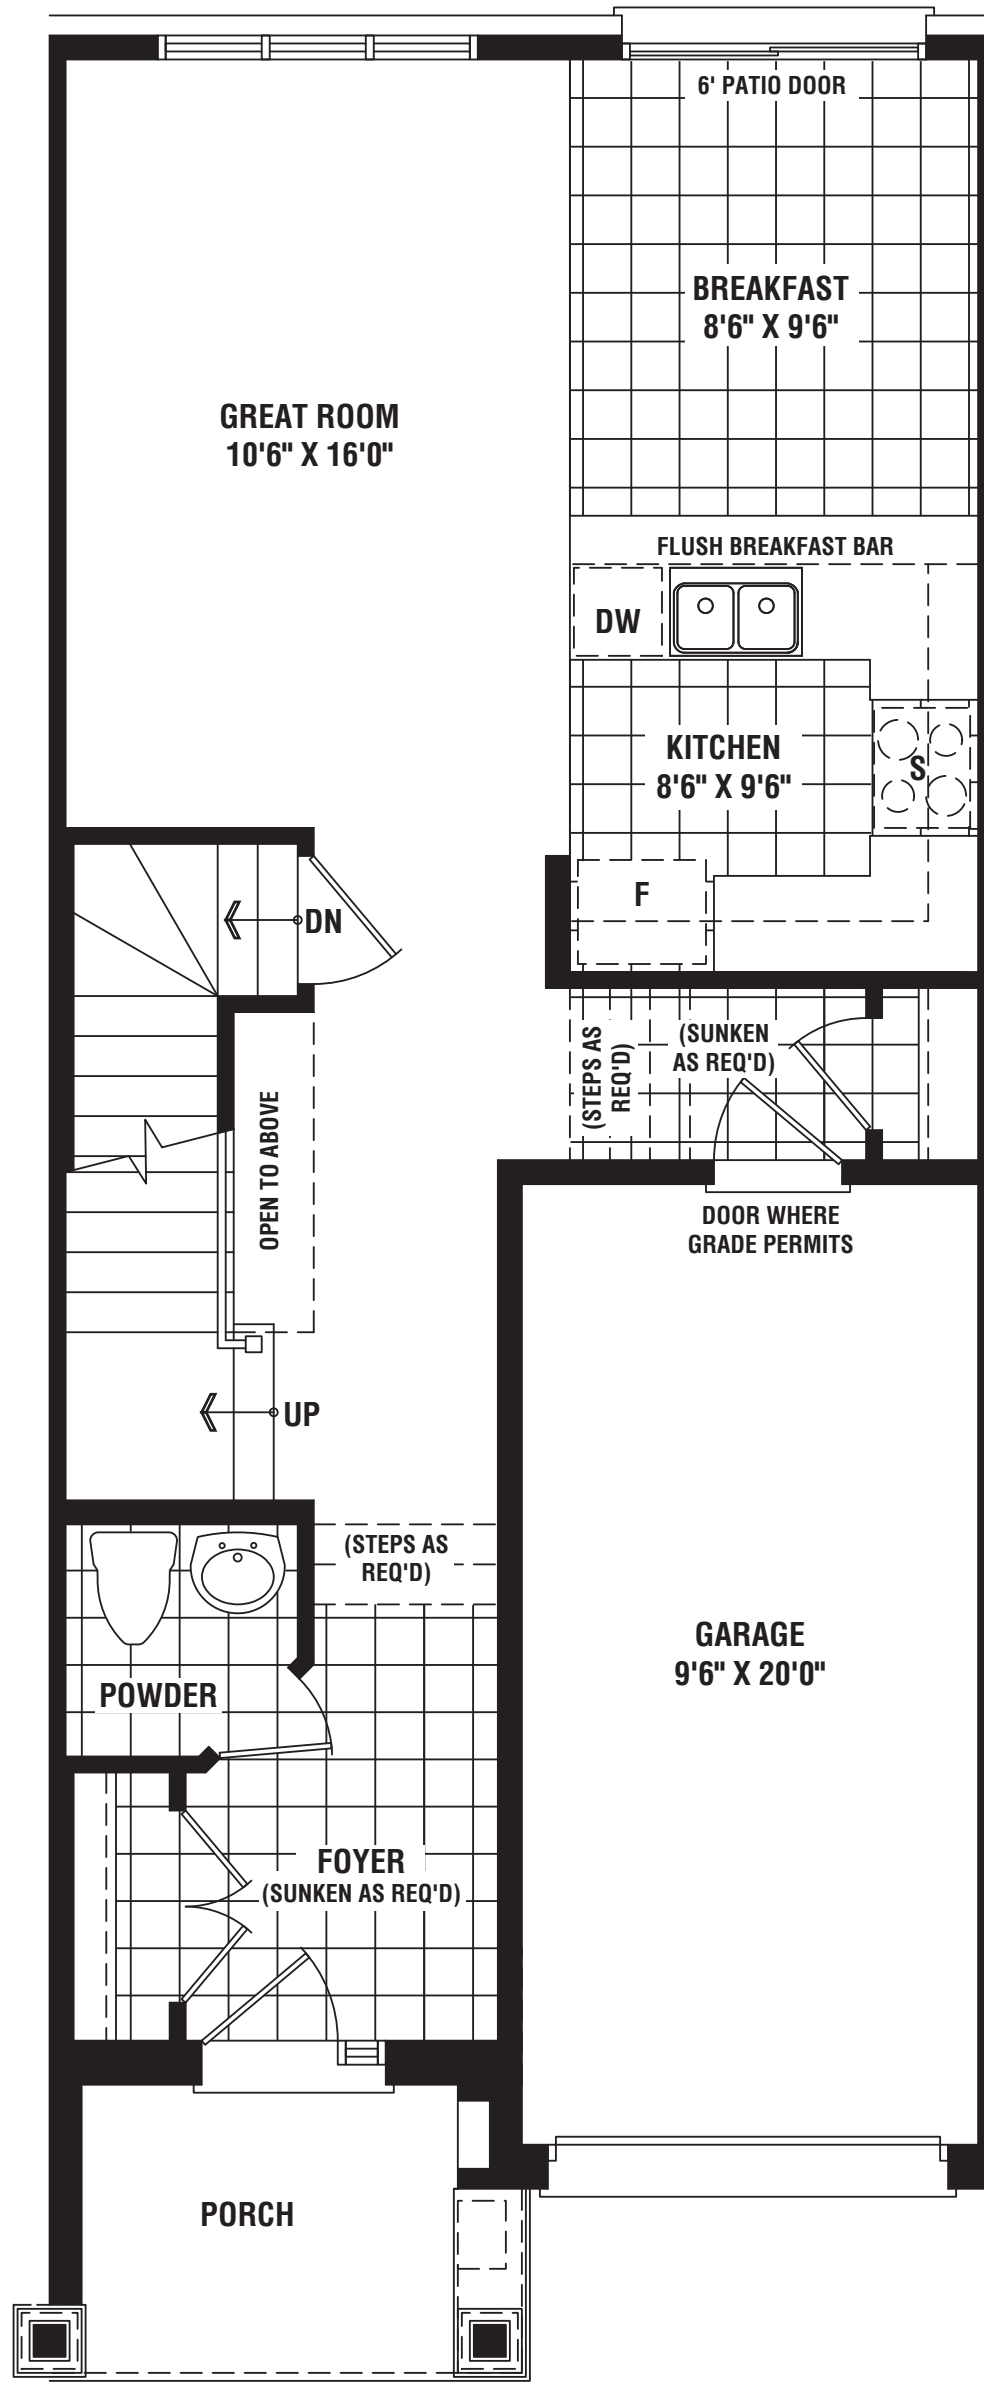 6' PATIO DOOR
BREAKFAST
8'6" X 9'6"
GREAT ROOM
10'6" X 16'0"
FLUSH BREAKFAST BAR
DW
KITCHEN
8'6" X 9'6"
S
F
DN
(STEPS AS
REQ'D)
(SUNKEN
AS REQ'D)
OPEN TO ABOVE
DOOR WHERE
GRADE PERMITS
UP
(STEPS AS
REQ'D)
GARAGE
9'6" X 20'0"
POWDER
FOYER
(SUNKEN AS REQ'D)
PORCH